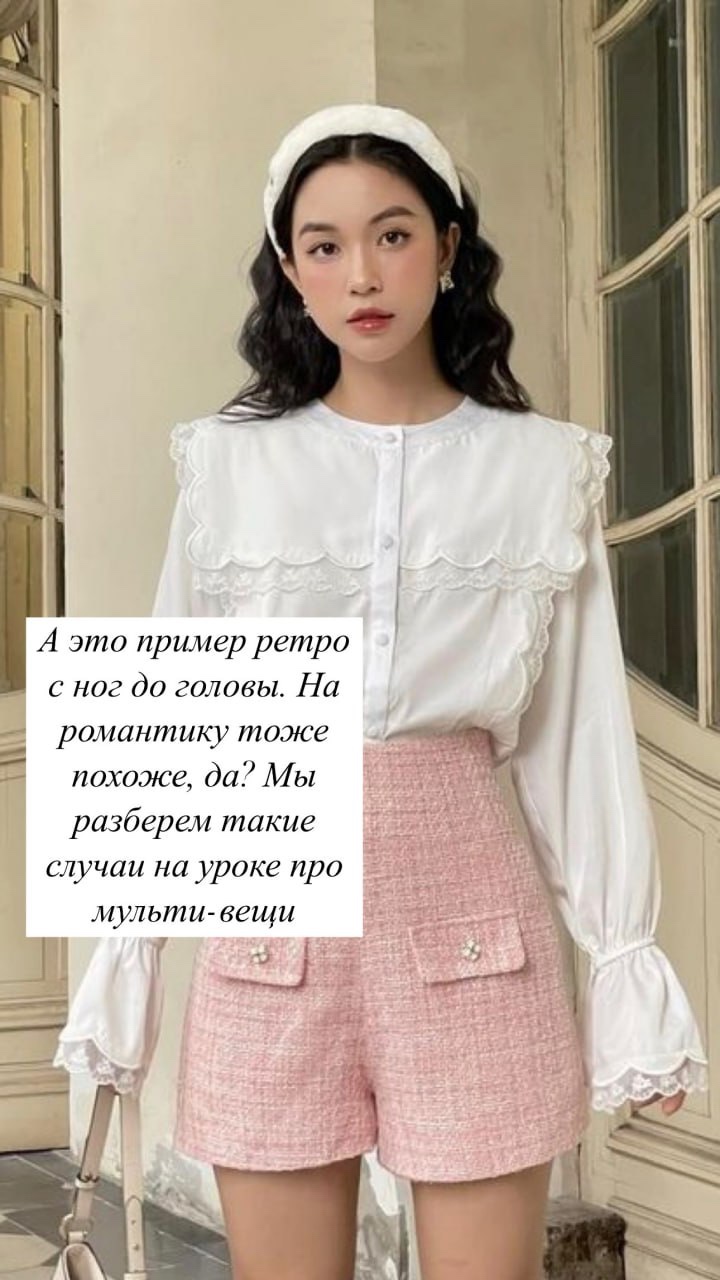 А это пример ретро
с ног до головы. На
романтику тоже
похоже, да? Мы
разберем такие
случаи на уроке про
мульти-вещи